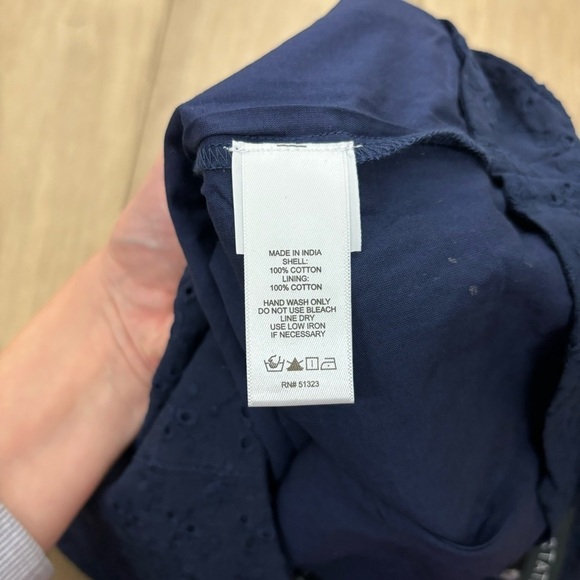 MADE IN INDIA
SHELL:
100% COTTON
LINING:
100% COTTON
HAND WASH ONLY
DO NOT USE BLEACH
LINE DRY
USE LOW IRON
IF NECESSARY
RN# 51323